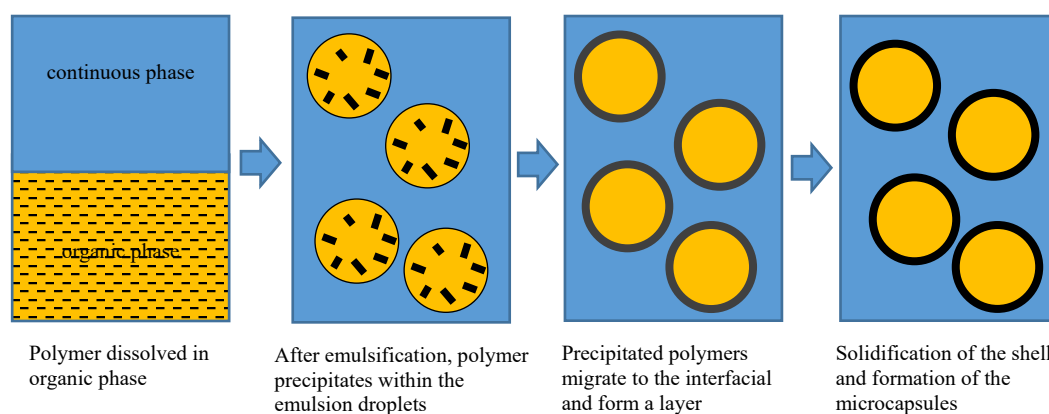 continuous phase
organic phase
Polymer dissolved in
organic phase
After emulsification, polymer
precipitates within the
emulsion droplets
Precipitated polymers
migrate to the interfacial
and form a layer
Solidification of the shell
and formation of the
microcapsules